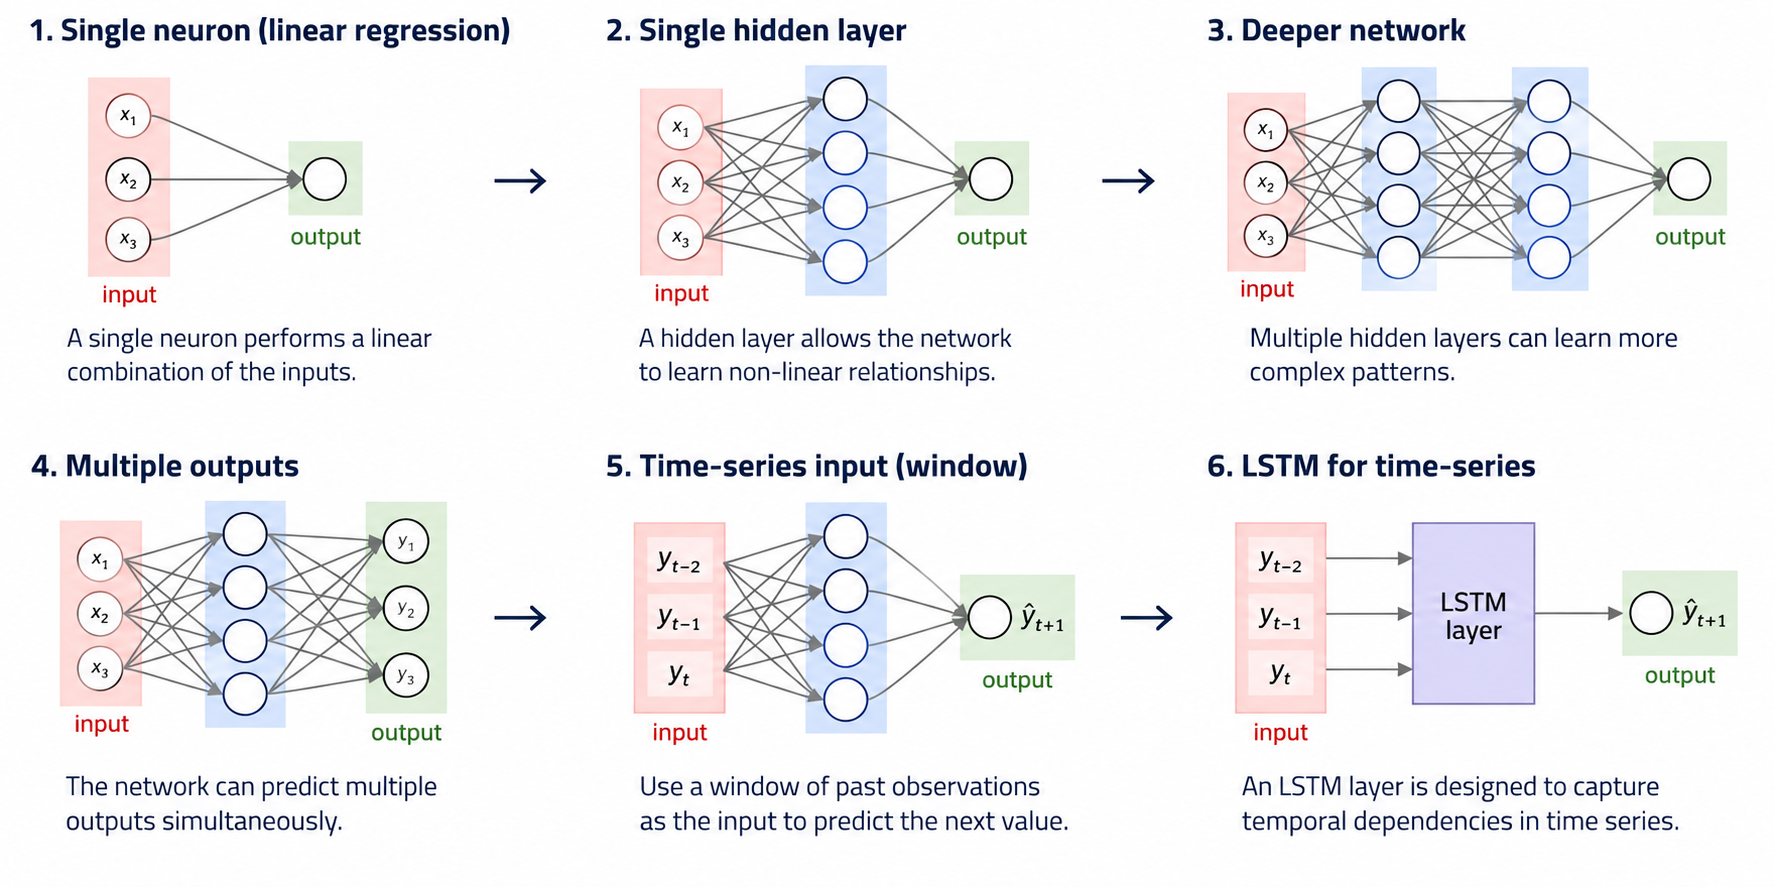 1. Single neuron (linear regression)
x₁
x₂
x₃
input
output
A single neuron performs a linear
combination of the inputs.
2. Single hidden layer
x₁
x₂
x₃
input
output
A hidden layer allows the network
to learn non-linear relationships.
3. Deeper network
x₁
x₂
x₃
input
output
Multiple hidden layers can learn more
complex patterns.
4. Multiple outputs
x₁
x₂
x₃
input
y₁
y₂
y₃
output
The network can predict multiple
outputs simultaneously.
5. Time-series input (window)
yₜ₋₂
yₜ₋₁
yₜ
input
ŷₜ₊₁
output
Use a window of past observations
as the input to predict the next value.
6. LSTM for time-series
yₜ₋₂
yₜ₋₁
yₜ
input
LSTM
layer
ŷₜ₊₁
output
An LSTM layer is designed to capture
temporal dependencies in time series.